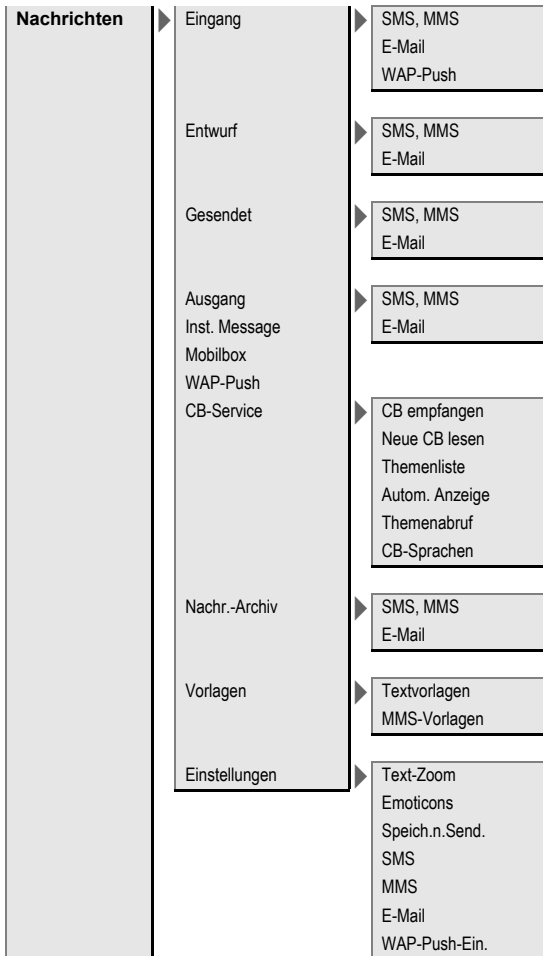 Nachrichten
Eingang
SMS, MMS
E-Mail
WAP-Push
Entwurf
SMS, MMS
E-Mail
Gesendet
SMS, MMS
E-Mail
Ausgang
SMS, MMS
Inst. Message
E-Mail
Mobilbox
WAP-Push
CB-Service
CB empfangen
Neue CB lesen
Themenliste
Autom. Anzeige
Themenabruf
CB-Sprachen
Nachr.-Archiv
SMS, MMS
E-Mail
Vorlagen
Textvorlagen
MMS-Vorlagen
Einstellungen
Text-Zoom
Emoticons
Speich.n.Send.
SMS
MMS
E-Mail
WAP-Push-Ein.